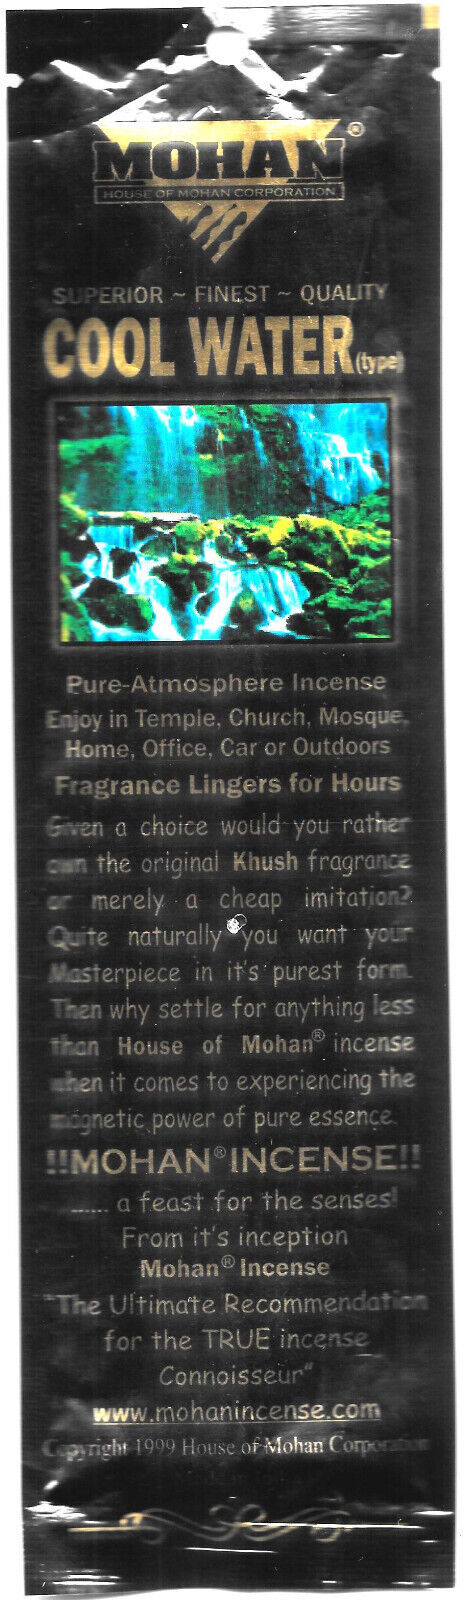 MOHAN®
HOUSE OF MOHAN CORPORATION
SUPERIOR ~ FINEST ~ QUALITY
COOL WATER (type)
Pure-Atmosphere Incense
Enjoy in Temple, Church, Mosque,
Home, Office, Car or Outdoors
Fragrance Lingers for Hours
Given a choice would you rather
own the original Khush fragrance
or merely a cheap imitation?
Quite naturally you want your
Masterpiece in it's purest form.
Then why settle for anything less
than House of Mohan® incense
when it comes to experiencing the
magnetic power of pure essence.
!!MOHAN® INCENSE!!
...... a feast for the senses!
From it's inception
Mohan® Incense
"The Ultimate Recommendation
for the TRUE incense
Connoisseur"
www.mohanincense.com
Copyright 1999 House of Mohan Corporation